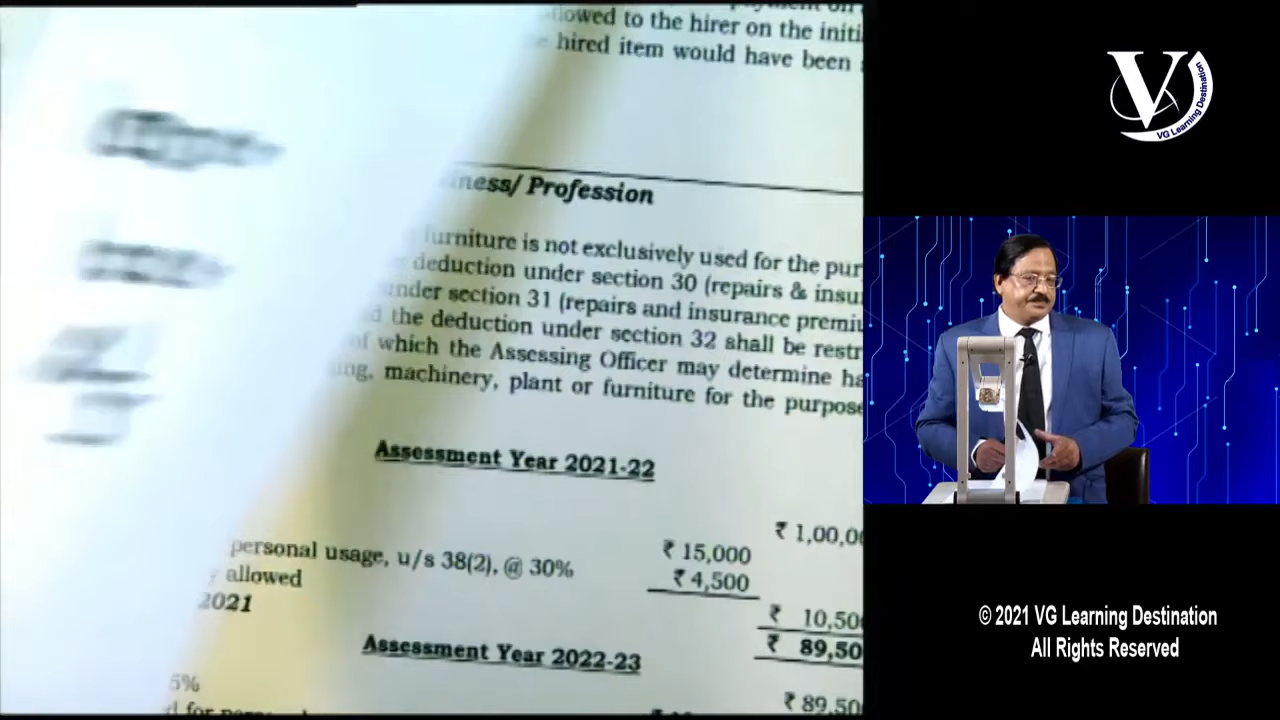 lowed to the hirer on the initi
hired item would have been
ness/ Profession
furniture is not exclusively used for the pur
deduction under section 30 (repairs & insu
nder section 31 (repairs and insurance premiu
d the deduction under section 32 shall be restr
of which the Assessing Officer may determine ha
ng, machinery, plant or furniture for the purpose
Assessment Year 2021-22
₹ 1,00,00
personal usage, u/s 38(2), @ 30%
₹ 15,000
allowed
₹ 4,500
2021
₹ 10,50
₹ 89,50
Assessment Year 2022-23
5%
₹ 89,50
V
VG Learning Destination
© 2021 VG Learning Destination
All Rights Reserved